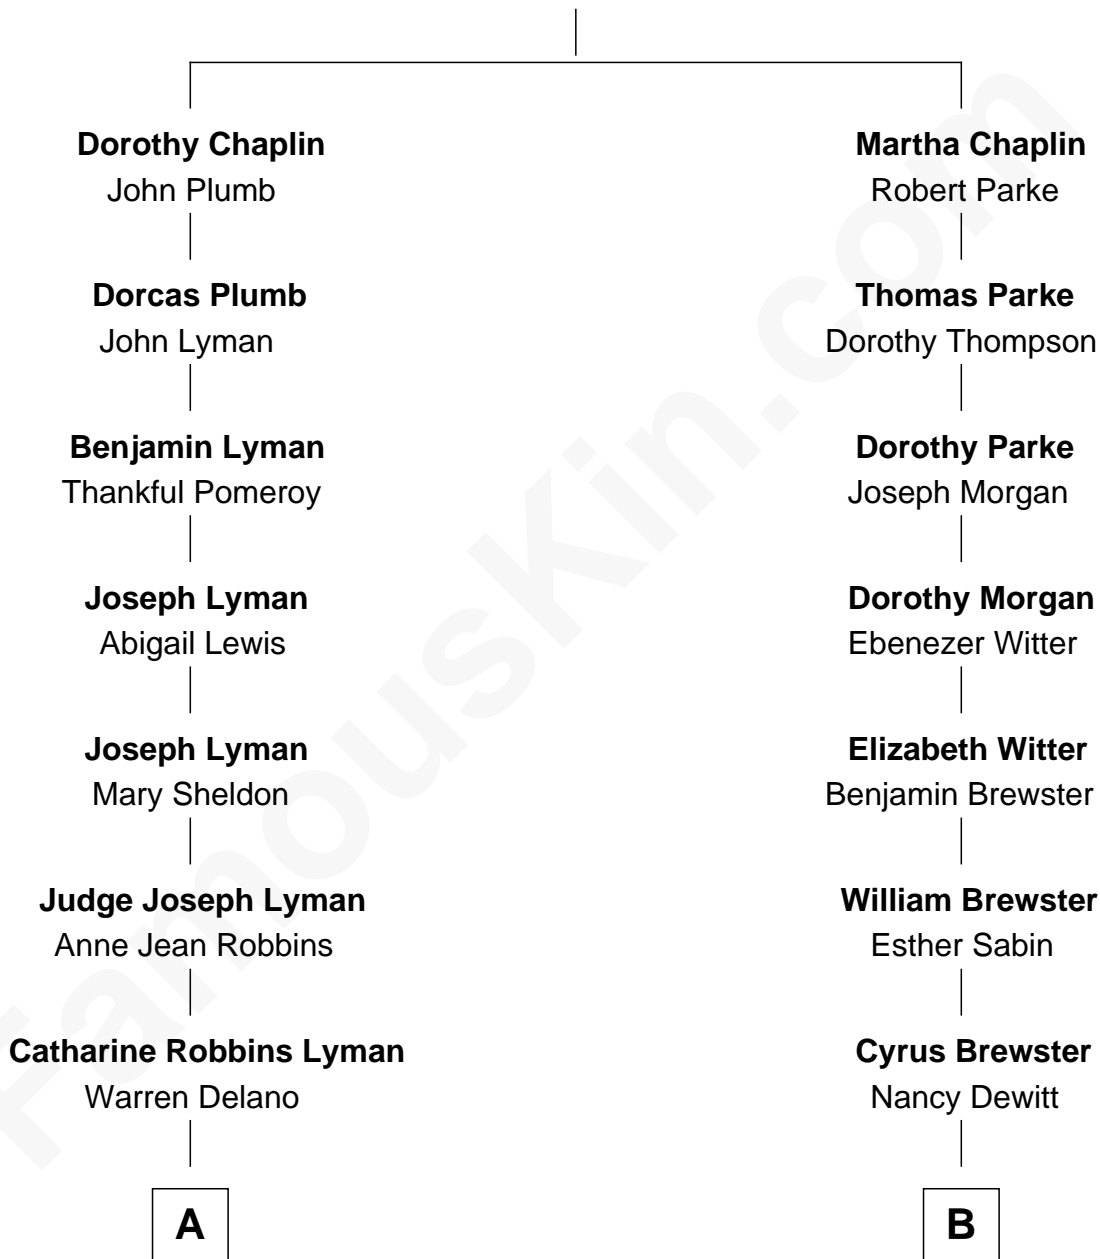 Dorothy Chaplin
John Plumb
Martha Chaplin
Robert Parke
Dorcas Plumb
John Lyman
Thomas Parke
Dorothy Thompson
Benjamin Lyman
Thankful Pomeroy
Dorothy Parke
Joseph Morgan
Joseph Lyman
Abigail Lewis
Dorothy Morgan
Ebenezer Witter
Joseph Lyman
Mary Sheldon
Elizabeth Witter
Benjamin Brewster
Judge Joseph Lyman
Anne Jean Robbins
William Brewster
Esther Sabin
Catharine Robbins Lyman
Warren Delano
Cyrus Brewster
Nancy Dewitt
A
B
FamousKin.com